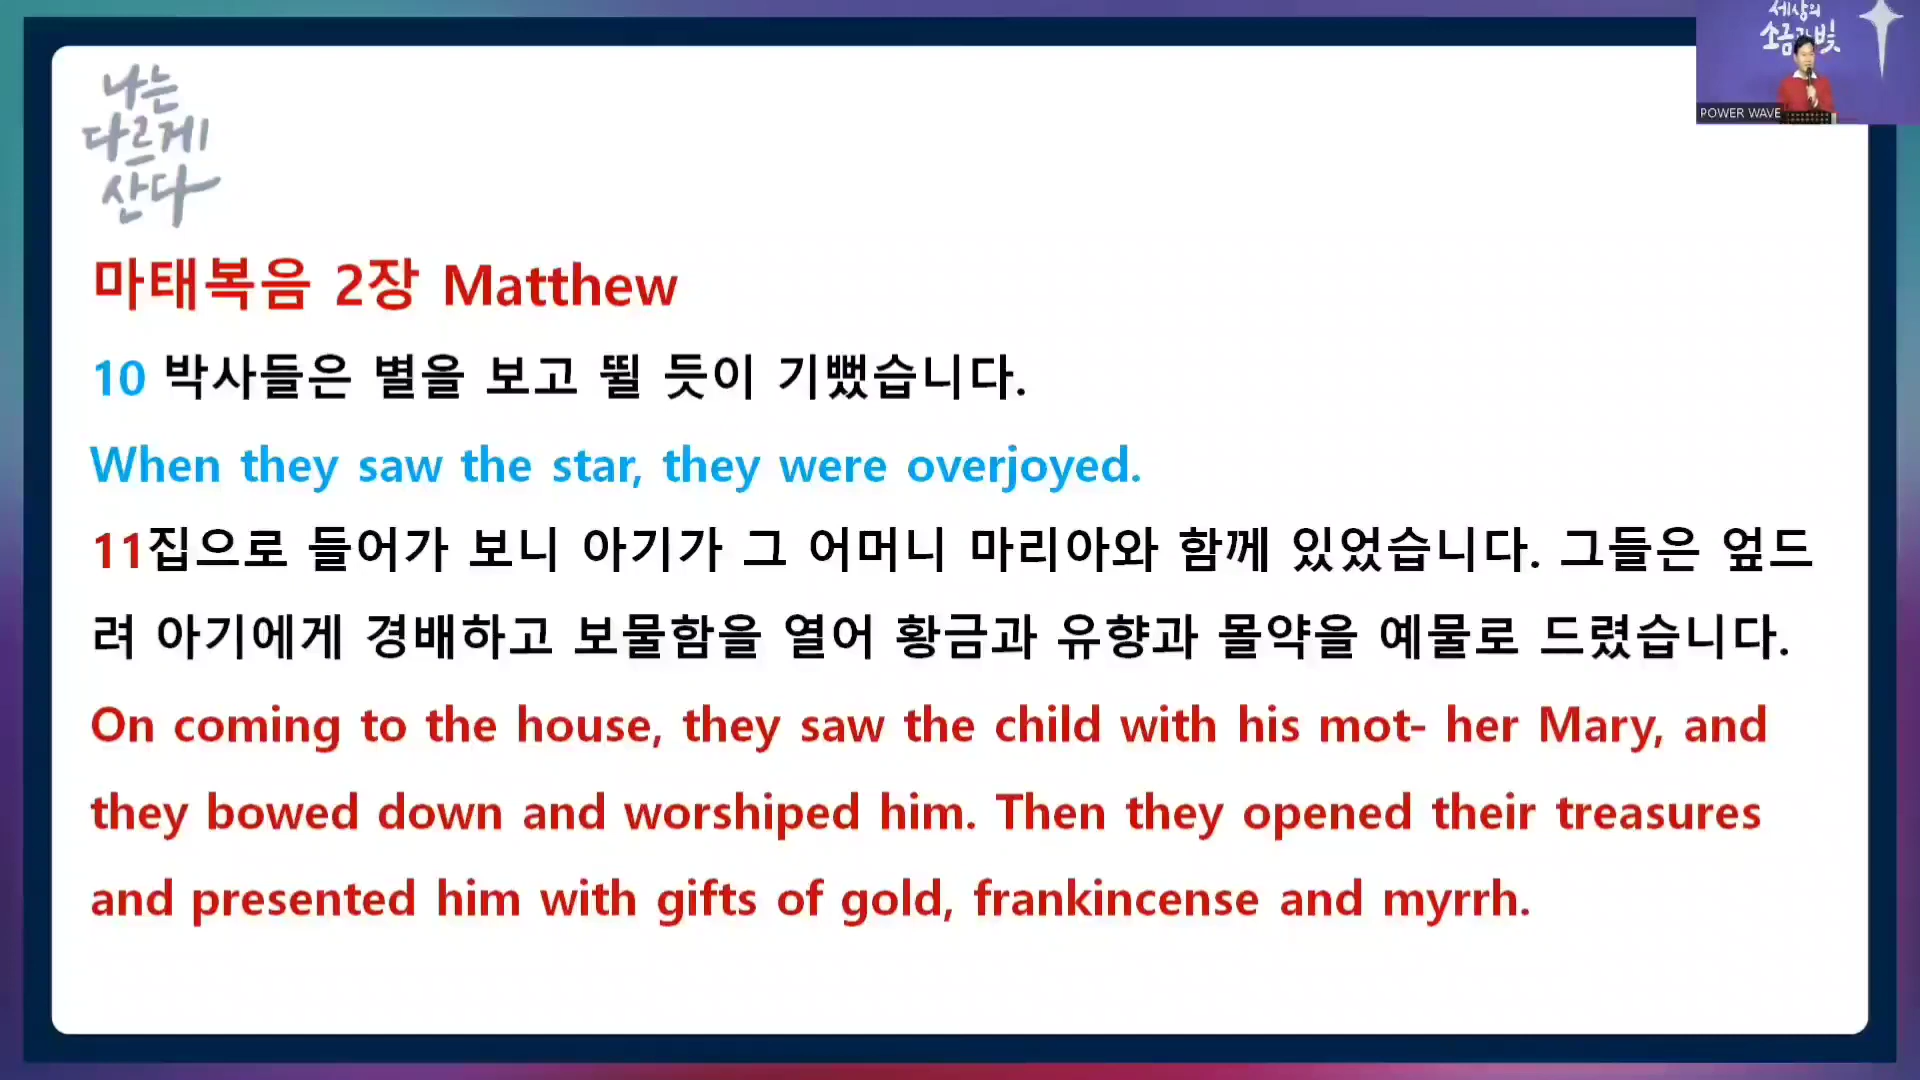 세상의
소금과 빛
POWER WAVE
나는
다르게
산다
마태복음 2장 Matthew
10 박사들은 별을 보고 뛸 듯이 기뻤습니다.
When they saw the star, they were overjoyed.
11집으로 들어가 보니 아기가 그 어머니 마리아와 함께 있었습니다. 그들은 엎드
려 아기에게 경배하고 보물함을 열어 황금과 유향과 몰약을 예물로 드렸습니다.
On coming to the house, they saw the child with his mot- her Mary, and
they bowed down and worshiped him. Then they opened their treasures
and presented him with gifts of gold, frankincense and myrrh.